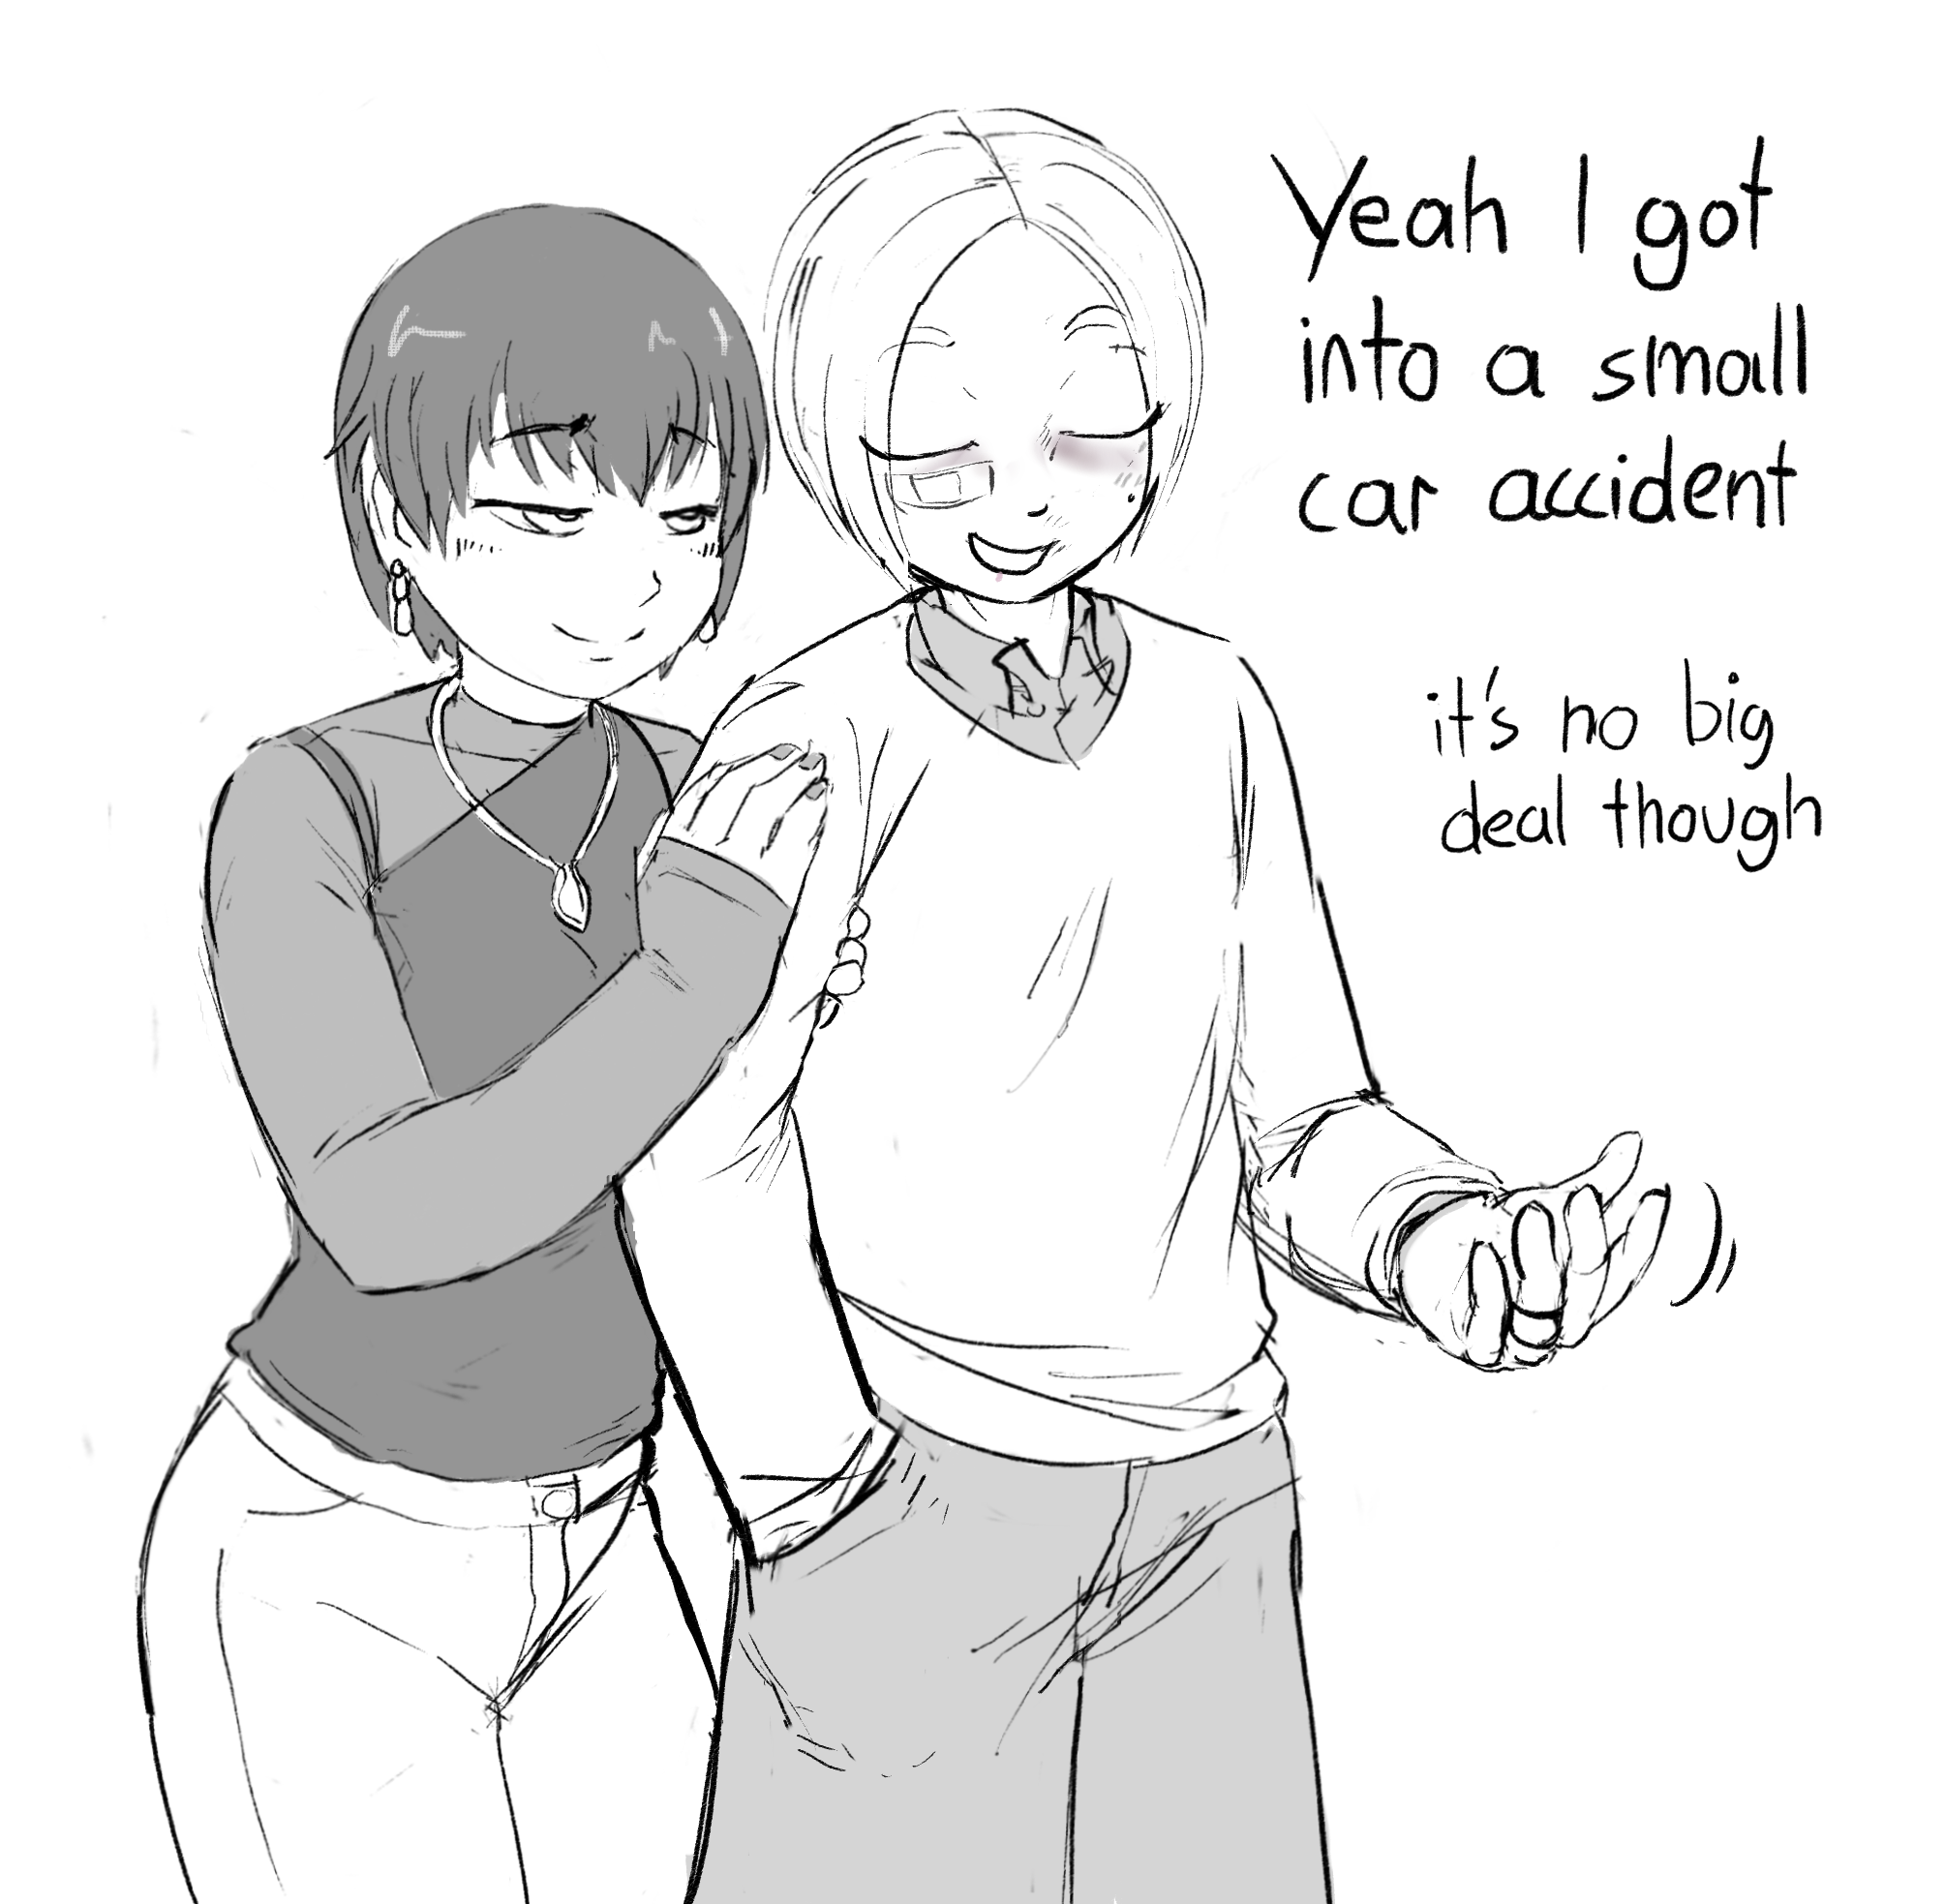 Yeah I got
into a small
car accident
it's no big
deal though